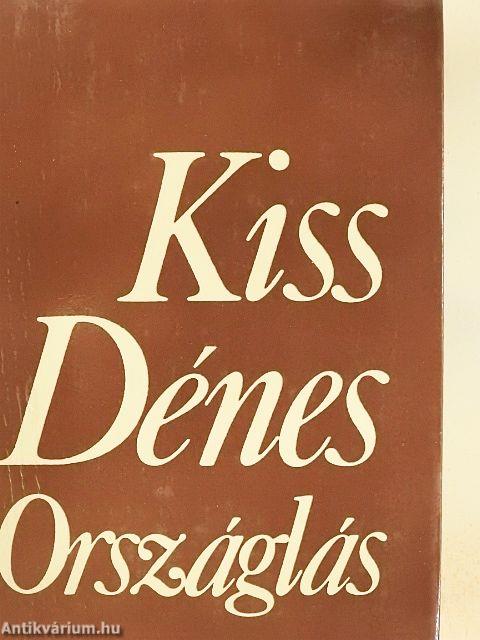 Kiss
Dénes
Országlás
Antikvárium.hu